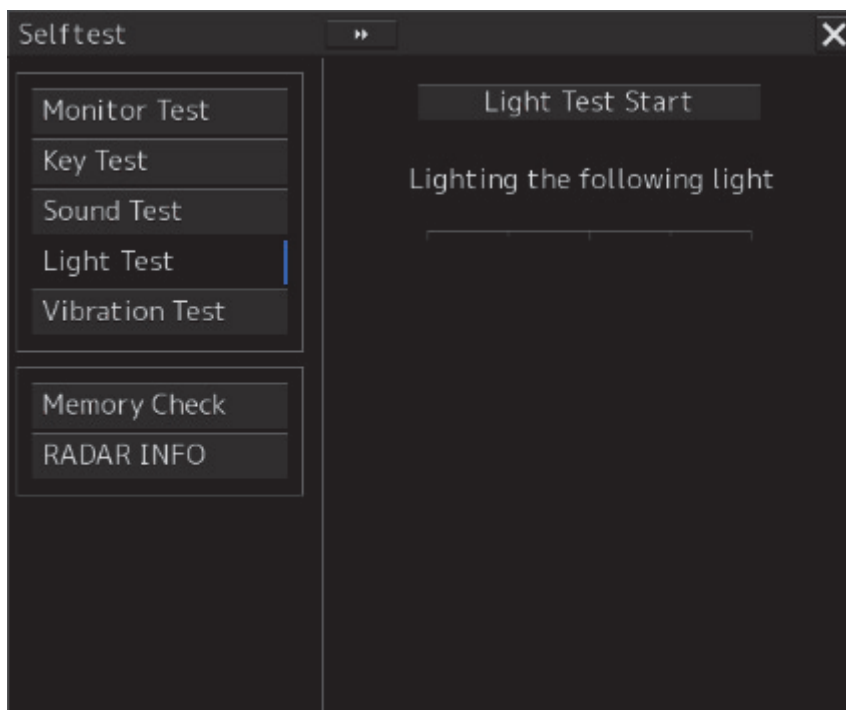 Selftest
Monitor Test
Key Test
Sound Test
Light Test
Vibration Test
Memory Check
RADAR INFO
Light Test Start
Lighting the following light